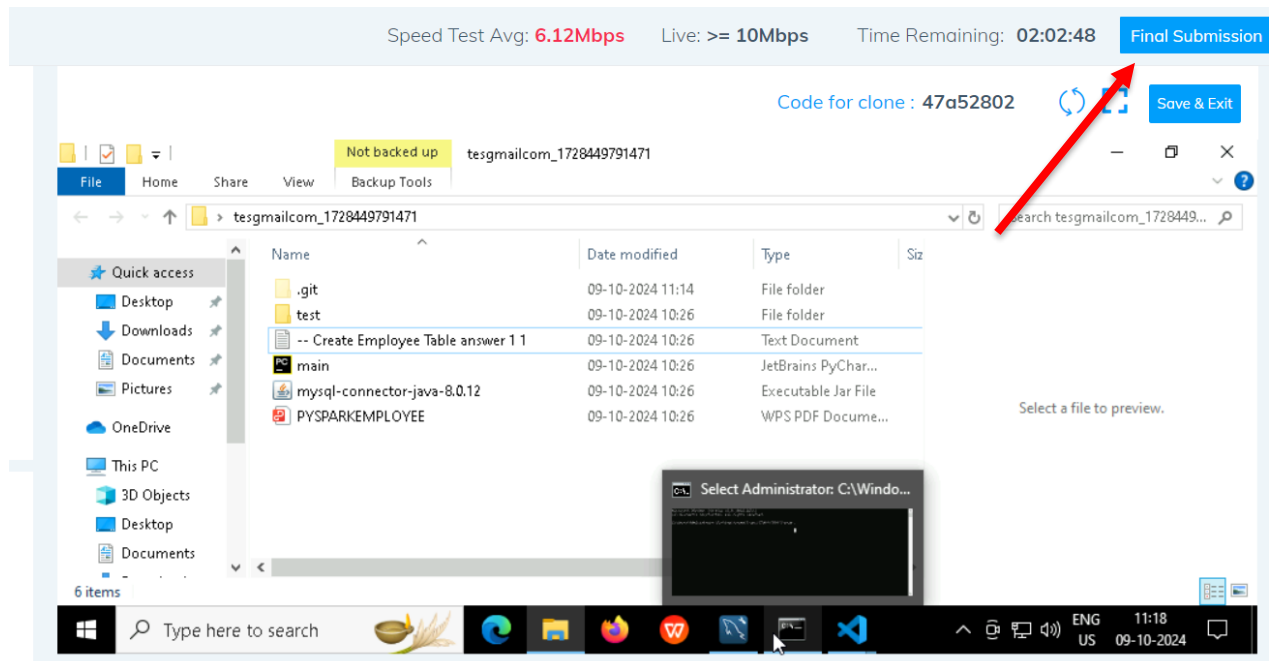 Speed Test Avg: 6.12Mbps Live: >= 10Mbps Time Remaining: 02:02:48 Final Submission
Code for clone : 47a52802 Save & Exit
Not backed up tesgmailcom_1728449791471
File Home Share View Backup Tools
tesgmailcom_1728449791471 Search tesgmailcom_1728449...
Name Date modified Type Siz
Quick access
Desktop
Downloads
Documents
Pictures
OneDrive
This PC
3D Objects
Desktop
Documents
.git 09-10-2024 11:14 File folder
test 09-10-2024 10:26 File folder
-- Create Employee Table answer 1 1 09-10-2024 10:26 Text Document
main 09-10-2024 10:26 JetBrains PyChar...
mysql-connector-java-8.0.12 09-10-2024 10:26 Executable Jar File
PYSPARKEMPLOYEE 09-10-2024 10:26 WPS PDF Docume...
Select a file to preview.
Select Administrator: C:\Windo...
6 items
Type here to search
ENG 11:18
US 09-10-2024